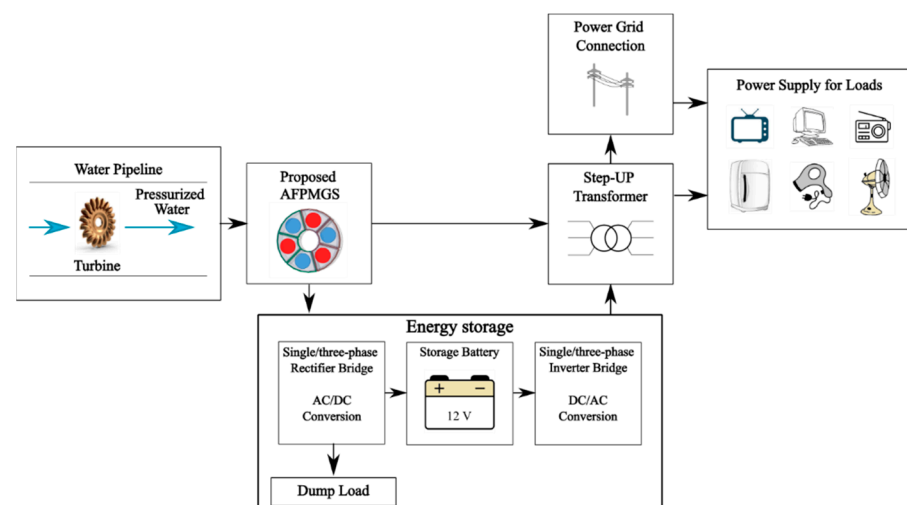 Water Pipeline
Pressurized
Water
Turbine
Proposed
AFPMGS
Power Grid
Connection
Step-UP
Transformer
Power Supply for Loads
Energy storage
Single/three-phase
Rectifier Bridge
AC/DC
Conversion
Storage Battery
+ −
12 V
Single/three-phase
Inverter Bridge
DC/AC
Conversion
Dump Load